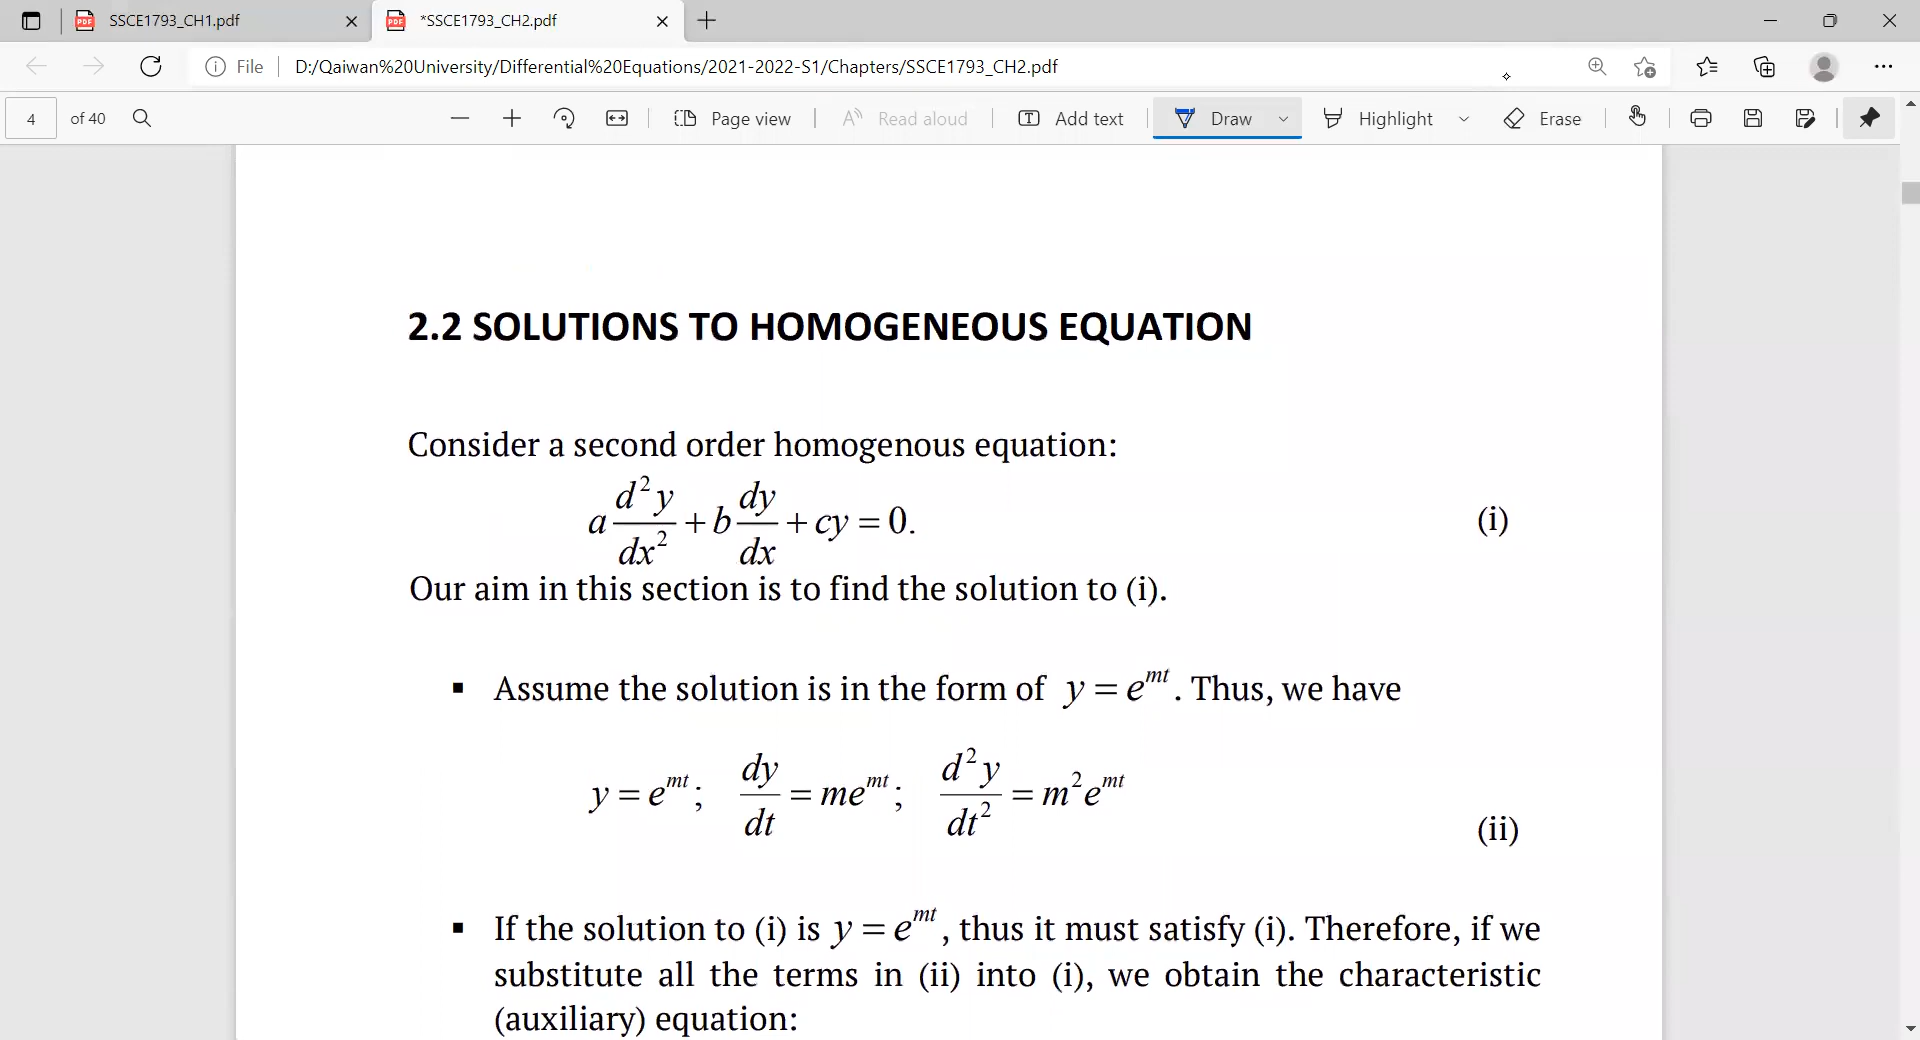 SSCE1793_CH1.pdf
*SSCE1793_CH2.pdf
File
D:/Qaiwan%20University/Differential%20Equations/2021-2022-S1/Chapters/SSCE1793_CH2.pdf
4 of 40
Page view
Read aloud
Add text
Draw
Highlight
Erase
2.2 SOLUTIONS TO HOMOGENEOUS EQUATION
Consider a second order homogenous equation:
a d²y/dx² + b dy/dx + cy = 0. (i)
Our aim in this section is to find the solution to (i).
▪ Assume the solution is in the form of y = e^{mt}. Thus, we have
y = e^{mt}; dy/dt = me^{mt}; d²y/dt² = m²e^{mt} (ii)
▪ If the solution to (i) is y = e^{mt}, thus it must satisfy (i). Therefore, if we
substitute all the terms in (ii) into (i), we obtain the characteristic
(auxiliary) equation: